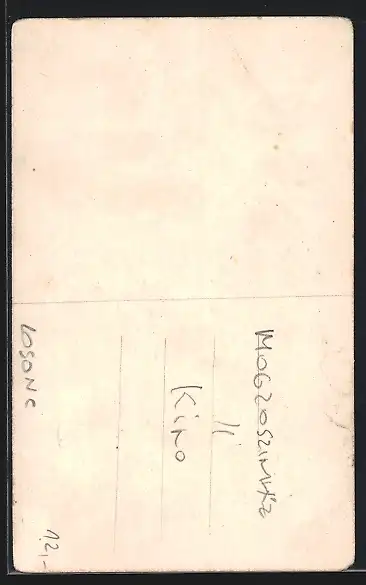 MOGZOSZINHÁZ
//
Kino
LOSONC
12,-